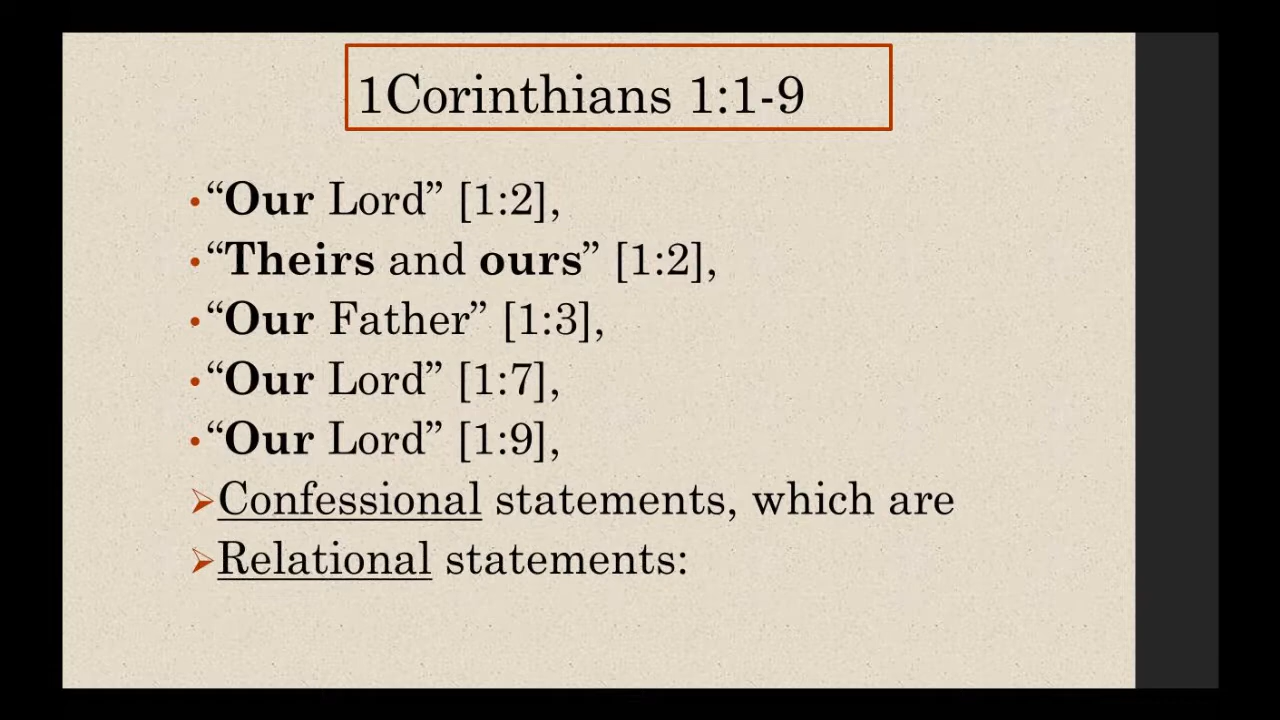 1Corinthians 1:1-9
•“Our Lord” [1:2],
•“Theirs and ours” [1:2],
•“Our Father” [1:3],
•“Our Lord” [1:7],
•“Our Lord” [1:9],
➢Confessional statements, which are
➢Relational statements: